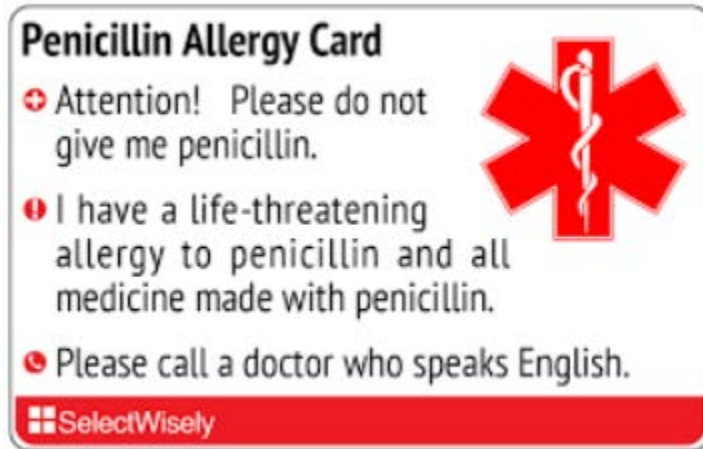 Penicillin Allergy Card
Attention! Please do not
give me penicillin.
I have a life-threatening
allergy to penicillin and all
medicine made with penicillin.
Please call a doctor who speaks English.
SelectWisely